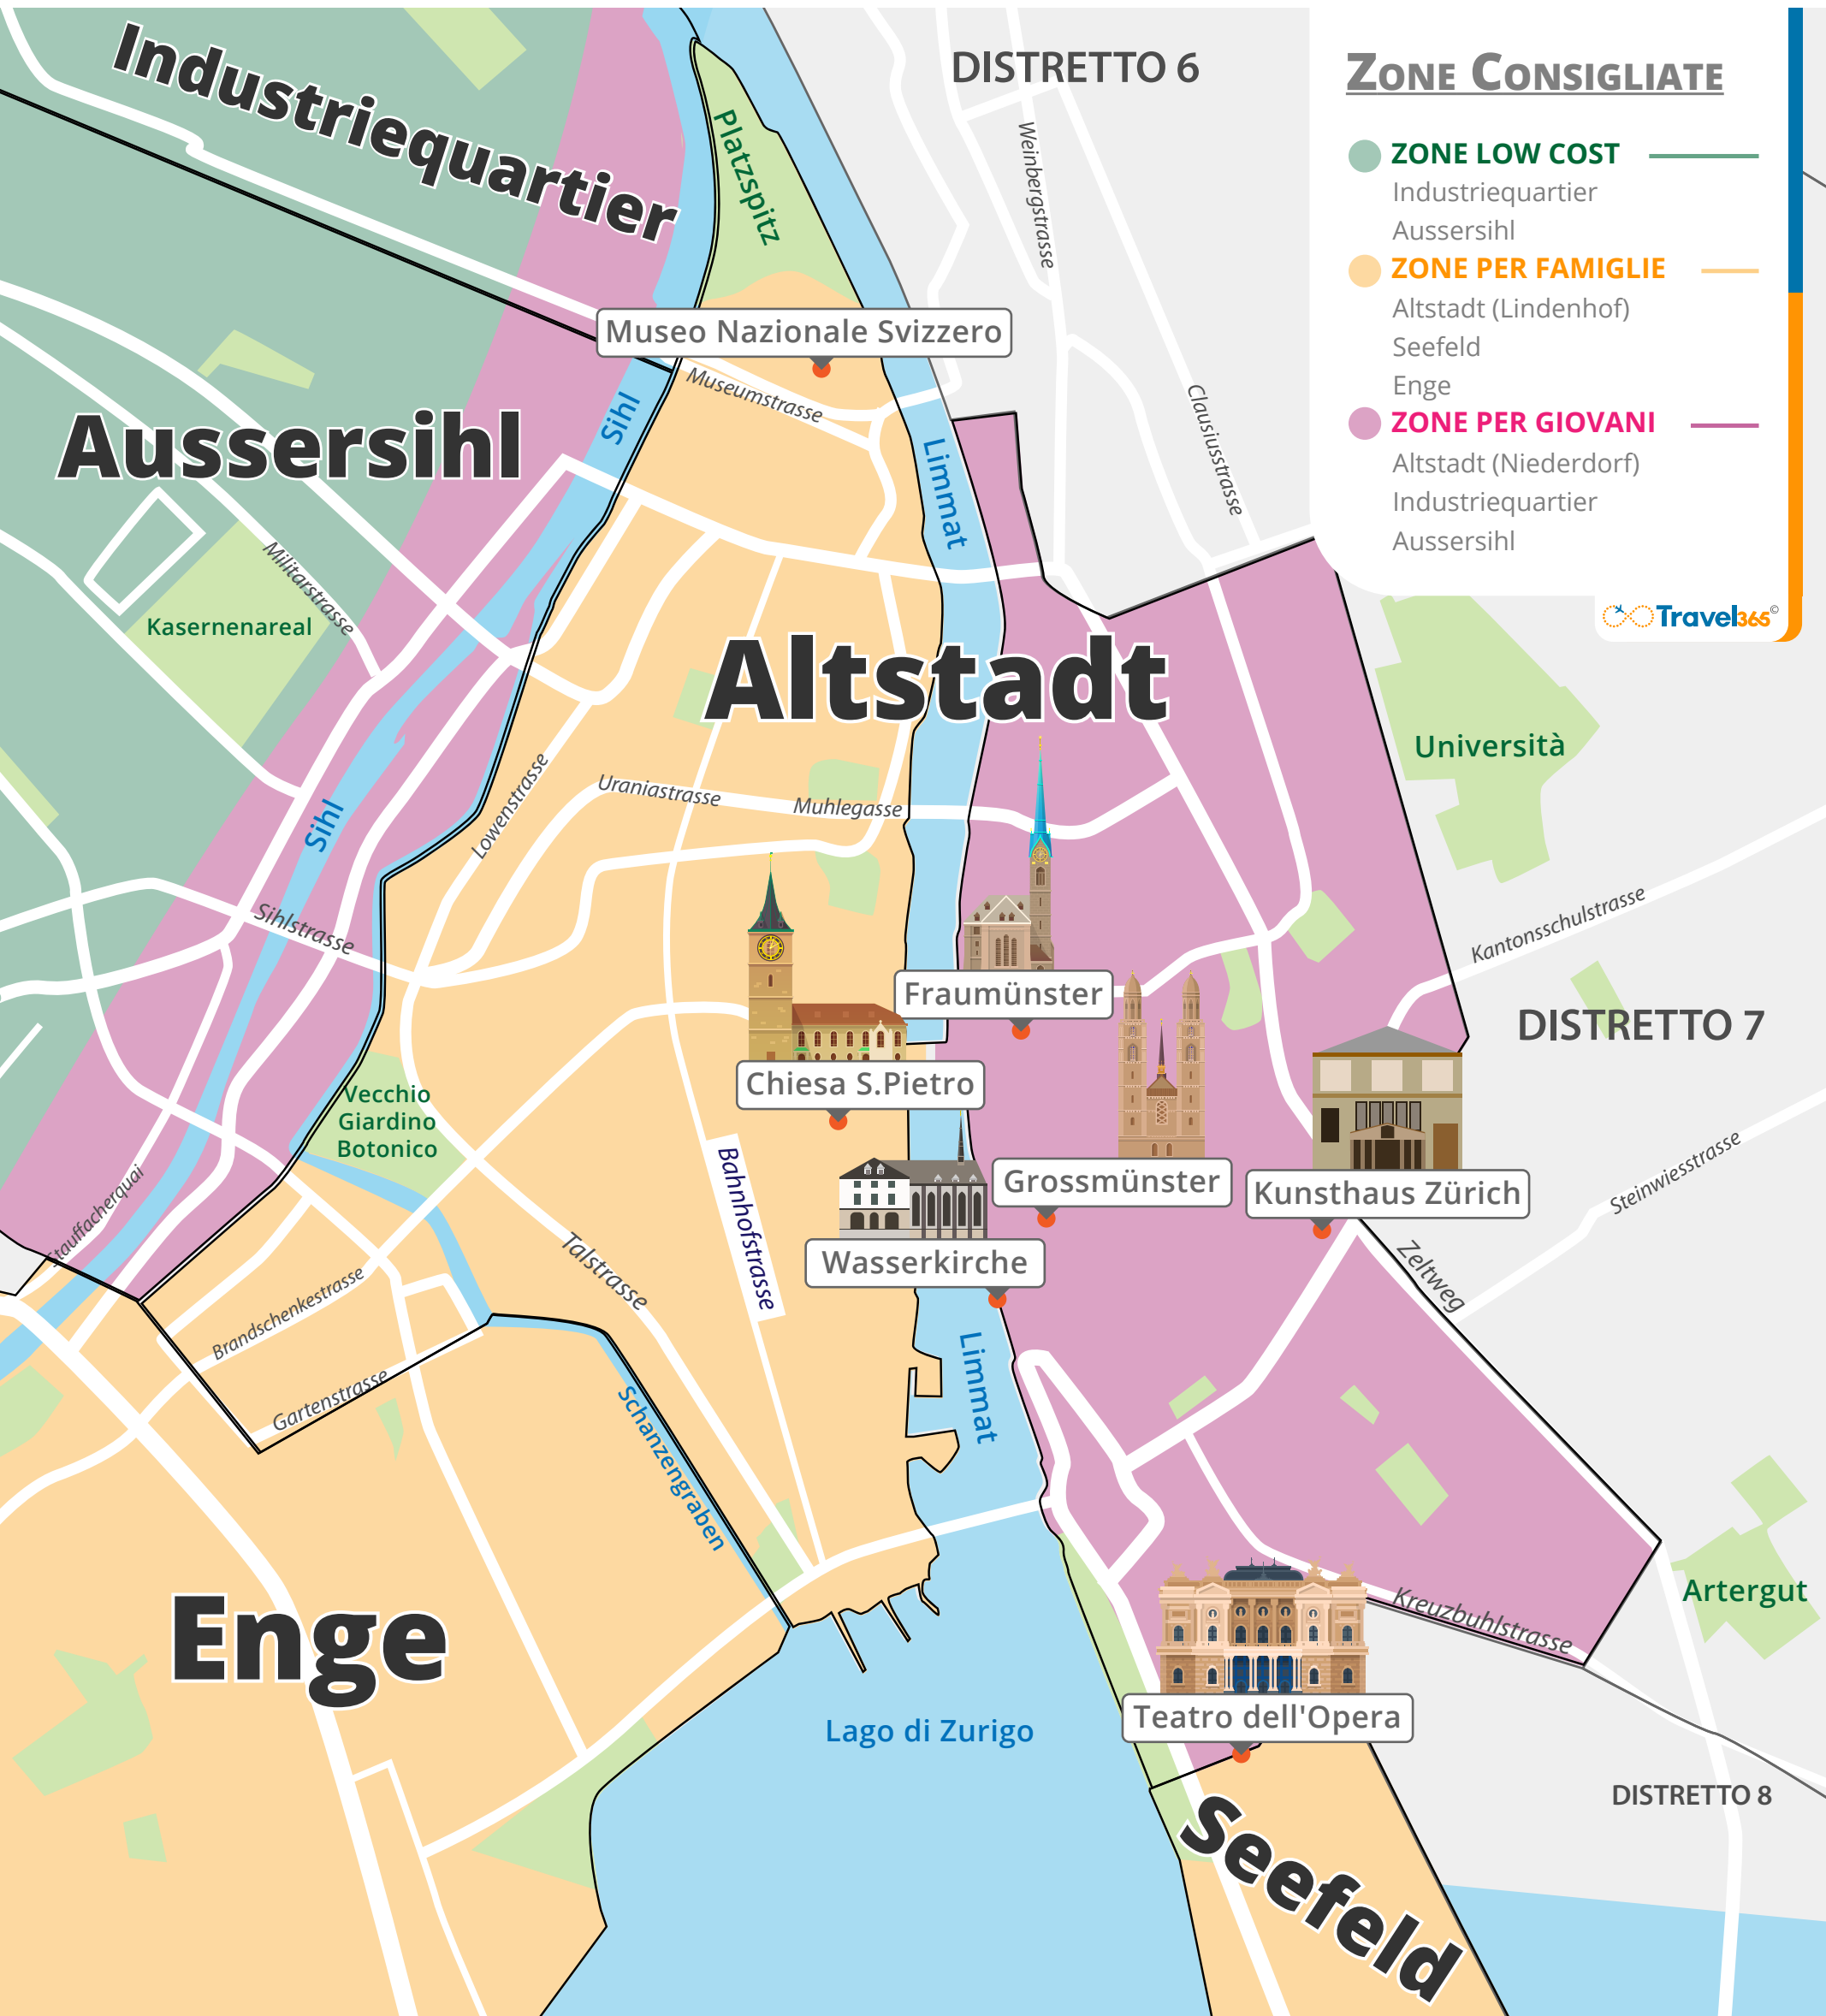 Industriequartier
Platzspitz
DISTRETTO 6
Weinbergstrasse
ZONE CONSIGLIATE
ZONE LOW COST
Industriequartier
Aussersihl
ZONE PER FAMIGLIE
Altstadt (Lindenhof)
Seefeld
Enge
ZONE PER GIOVANI
Altstadt (Niederdorf)
Industriequartier
Aussersihl
Travel365©
Museo Nazionale Svizzero
Museumstrasse
Sihl
Aussersihl
Limmat
Clausiusstrasse
Militarstrasse
Kasernenareal
Altstadt
Università
Lowenstrasse
Uraniastrasse
Muhlegasse
Sihl
Sihlstrasse
Kantonsschulstrasse
Fraumünster
DISTRETTO 7
Chiesa S.Pietro
Vecchio
Giardino
Botonico
Stauffacherquai
Bahnhofstrasse
Grossmünster
Kunsthaus Zürich
Steinwiesstrasse
Wasserkirche
Talstrasse
Zeltweg
Brandschenkestrasse
Gartenstrasse
Limmat
Schanzengraben
Enge
Kreuzbuhlstrasse
Artergut
Teatro dell'Opera
Lago di Zurigo
DISTRETTO 8
Seefeld